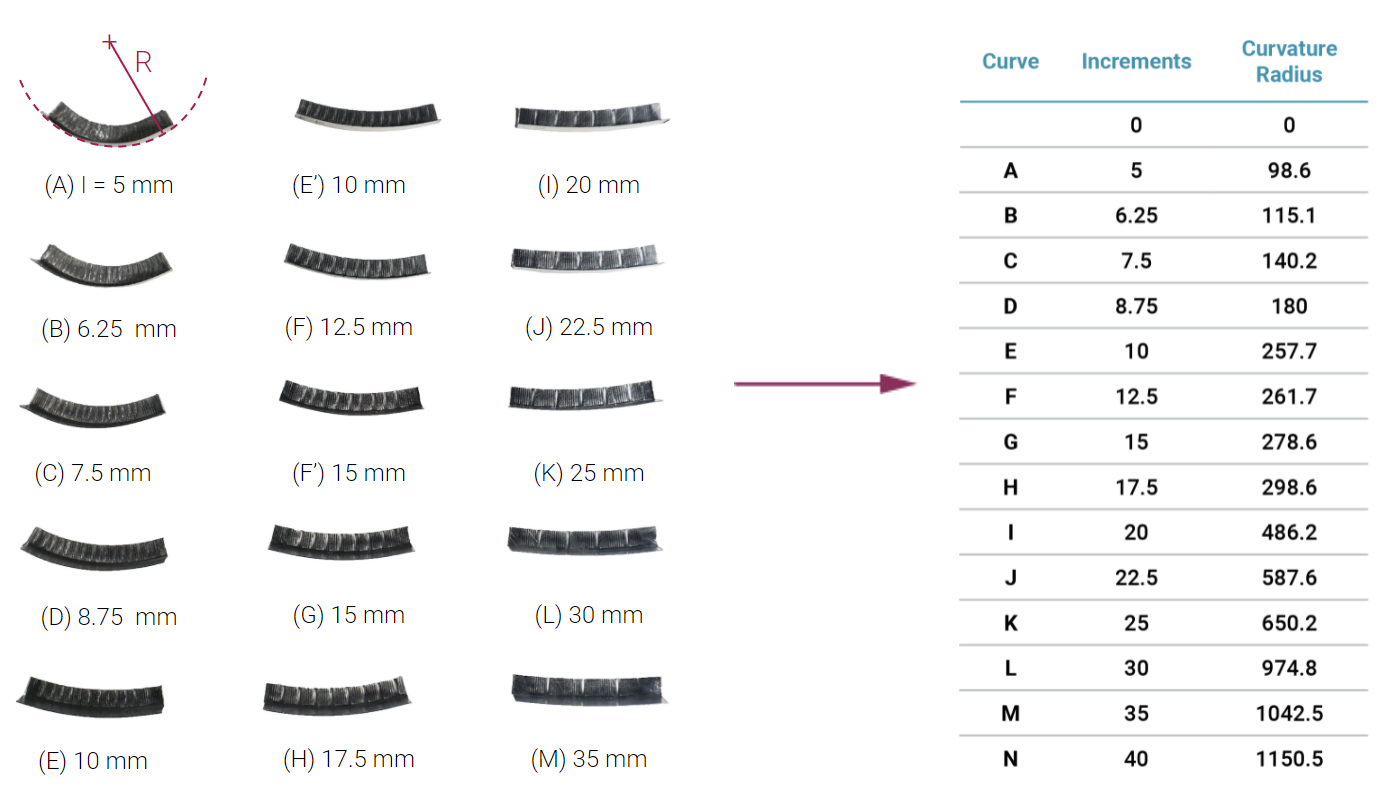 R
(A) I = 5 mm
(E’) 10 mm
(I) 20 mm
(B) 6.25 mm
(F) 12.5 mm
(J) 22.5 mm
(C) 7.5 mm
(F’) 15 mm
(K) 25 mm
(D) 8.75 mm
(G) 15 mm
(L) 30 mm
(E) 10 mm
(H) 17.5 mm
(M) 35 mm
Curve Increments Curvature Radius
0 0
A 5 98.6
B 6.25 115.1
C 7.5 140.2
D 8.75 180
E 10 257.7
F 12.5 261.7
G 15 278.6
H 17.5 298.6
I 20 486.2
J 22.5 587.6
K 25 650.2
L 30 974.8
M 35 1042.5
N 40 1150.5